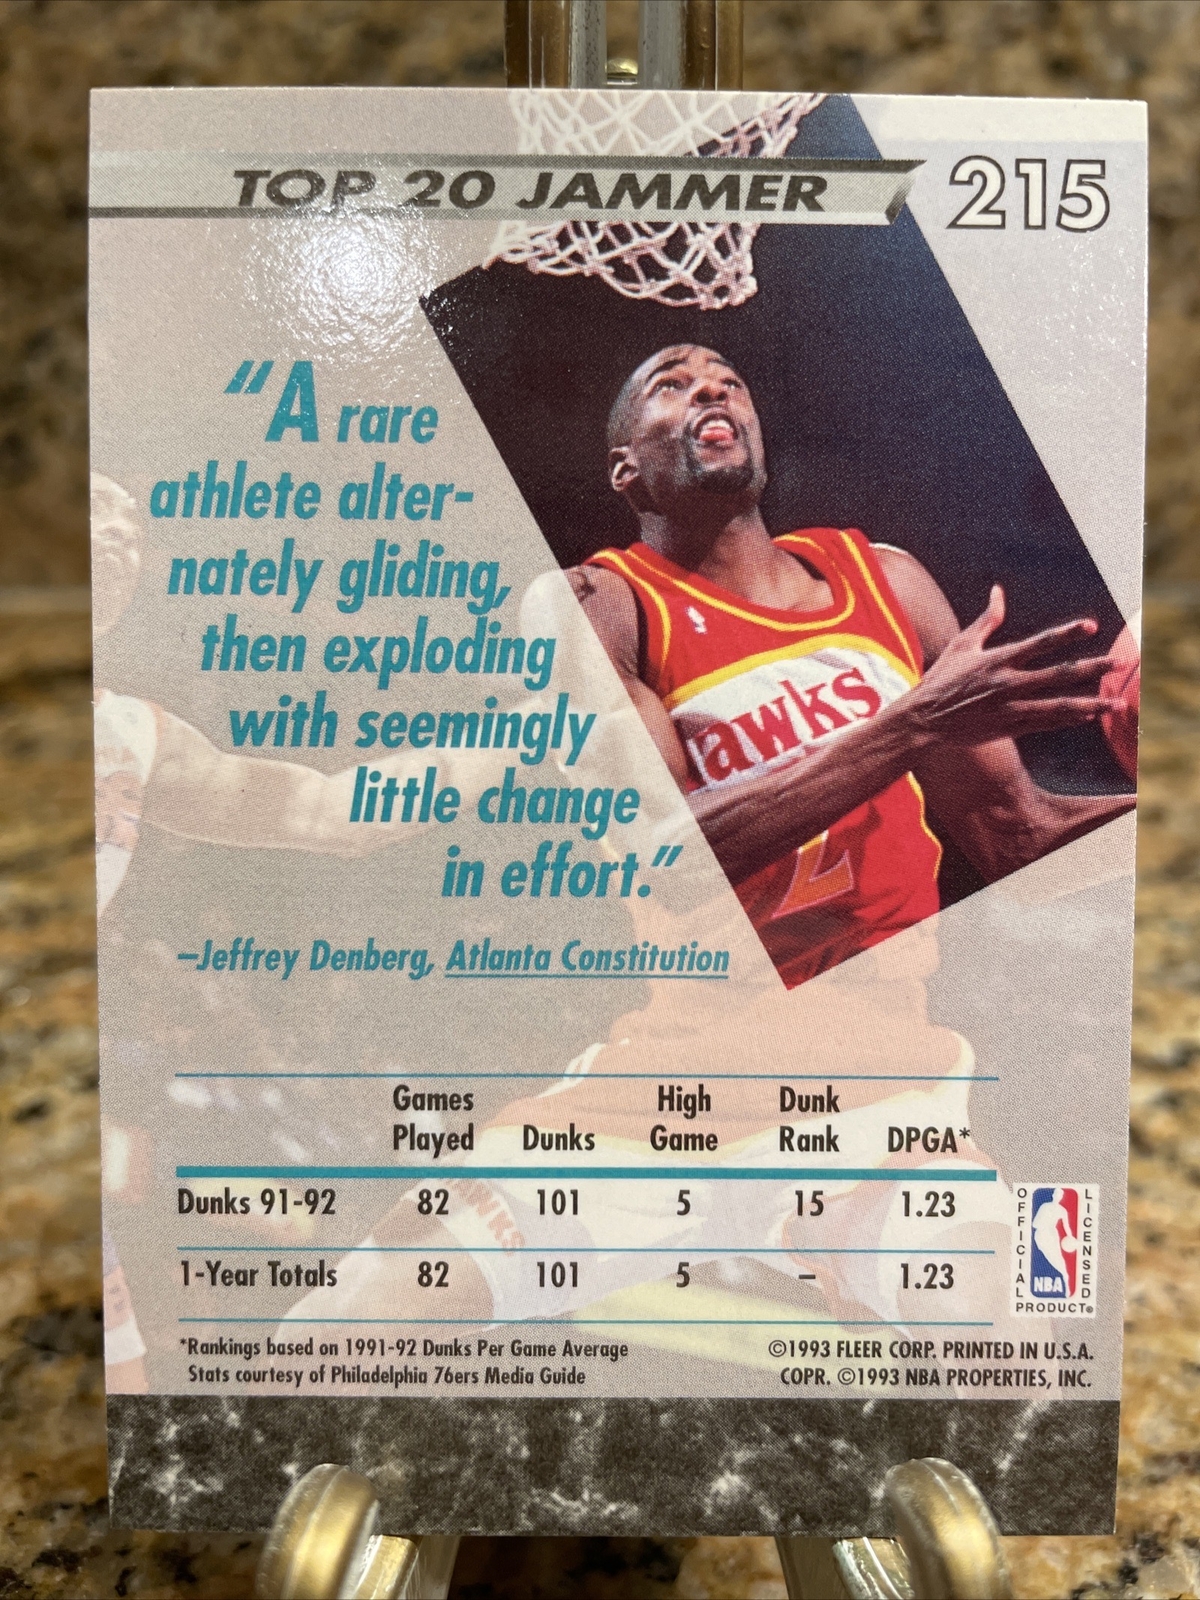 TOP 20 JAMMER 215
“A rare
athlete alter-
nately gliding,
then exploding
with seemingly
little change
in effort.”
–Jeffrey Denberg, Atlanta Constitution
awks
2
Games Played Dunks High Game Dunk Rank DPGA*
Dunks 91-92 82 101 5 15 1.23
1-Year Totals 82 101 5 – 1.23
OFFICIAL LICENSED
NBA
PRODUCT®
*Rankings based on 1991-92 Dunks Per Game Average
Stats courtesy of Philadelphia 76ers Media Guide
©1993 FLEER CORP. PRINTED IN U.S.A.
COPR. ©1993 NBA PROPERTIES, INC.